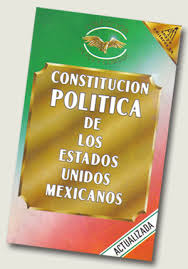 CONSTITUCION
POLITICA
DE
LOS
ESTADOS
UNIDOS
MEXICANOS
ACTUALIZADA